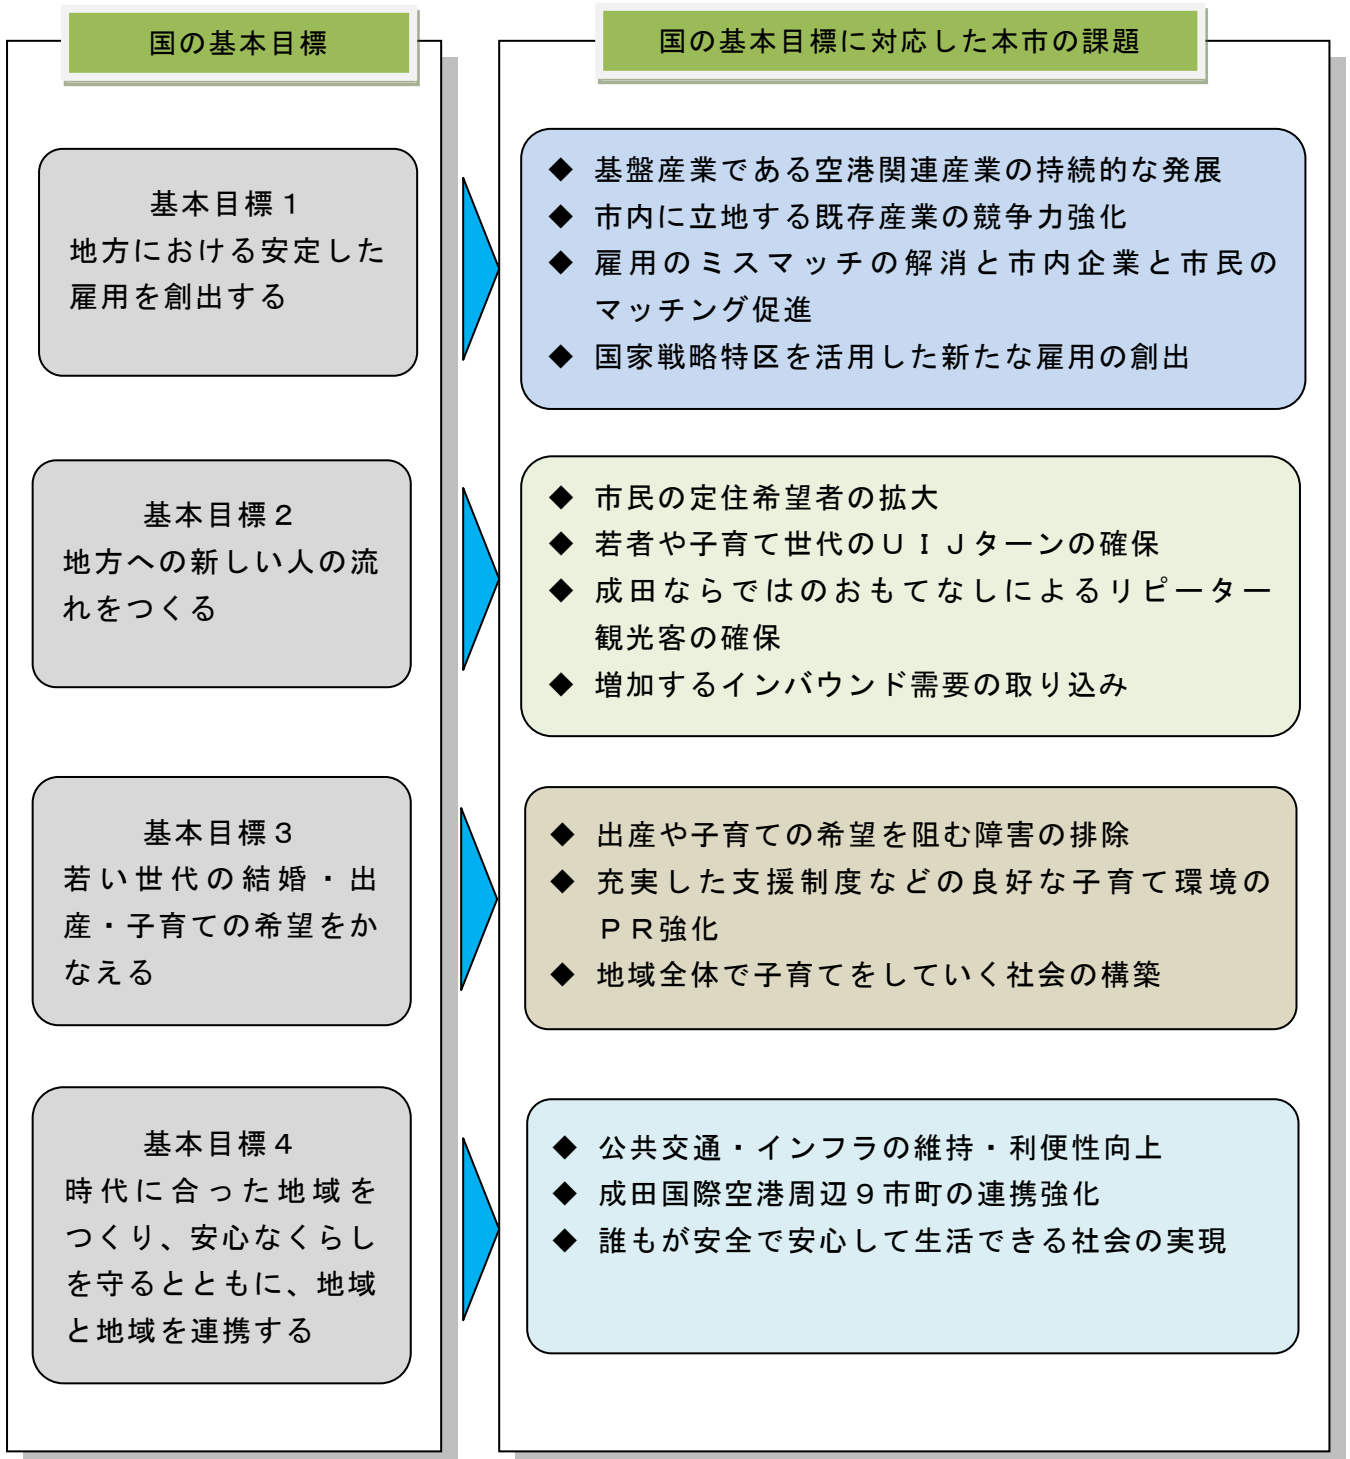 国の基本目標
国の基本目標に対応した本市の課題
基本目標１
地方における安定した
雇用を創出する
◆ 基盤産業である空港関連産業の持続的な発展
◆ 市内に立地する既存産業の競争力強化
◆ 雇用のミスマッチの解消と市内企業と市民の
マッチング促進
◆ 国家戦略特区を活用した新たな雇用の創出
基本目標２
地方への新しい人の流
れをつくる
◆ 市民の定住希望者の拡大
◆ 若者や子育て世代のＵＩＪターンの確保
◆ 成田ならではのおもてなしによるリピーター
観光客の確保
◆ 増加するインバウンド需要の取り込み
基本目標３
若い世代の結婚・出
産・子育ての希望をか
なえる
◆ 出産や子育ての希望を阻む障害の排除
◆ 充実した支援制度などの良好な子育て環境の
ＰＲ強化
◆ 地域全体で子育てをしていく社会の構築
基本目標４
時代に合った地域を
つくり、安心なくらし
を守るとともに、地域
と地域を連携する
◆ 公共交通・インフラの維持・利便性向上
◆ 成田国際空港周辺９市町の連携強化
◆ 誰もが安全で安心して生活できる社会の実現